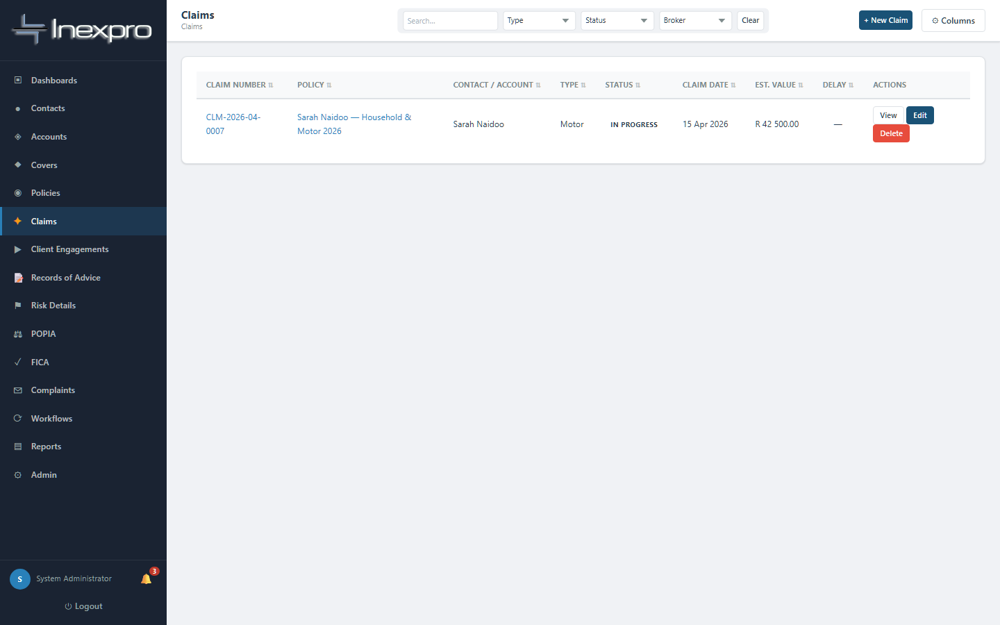 Inexpro
Dashboards
Contacts
Accounts
Covers
Policies
Claims
Client Engagements
Records of Advice
Risk Details
POPIA
FICA
Complaints
Workflows
Reports
Admin
S System Administrator 3
Logout
Claims
Claims
Search... Type Status Broker Clear
+ New Claim Columns
CLAIM NUMBER POLICY CONTACT / ACCOUNT TYPE STATUS CLAIM DATE EST. VALUE DELAY ACTIONS
CLM-2026-04-
0007
Sarah Naidoo — Household &
Motor 2026
Sarah Naidoo Motor IN PROGRESS 15 Apr 2026 R 42 500.00 —
View Edit
Delete